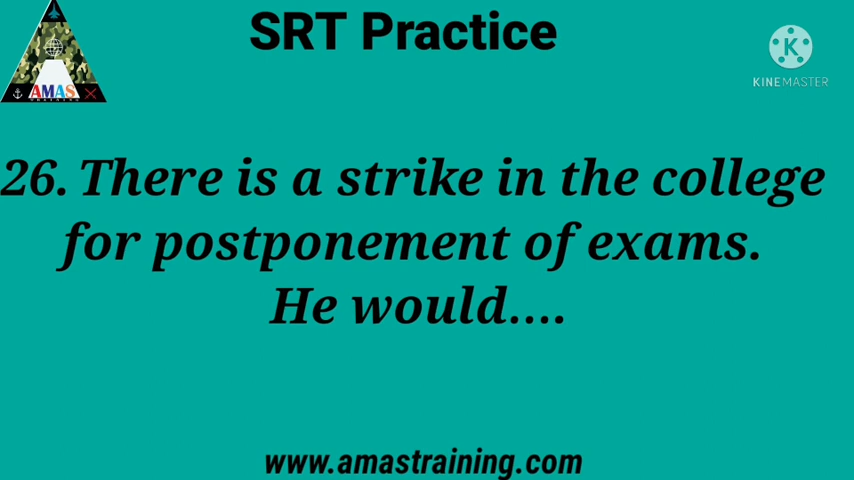 SRT Practice
AMAS
K
KINEMASTER
26. There is a strike in the college
for postponement of exams.
He would....
www.amastraining.com